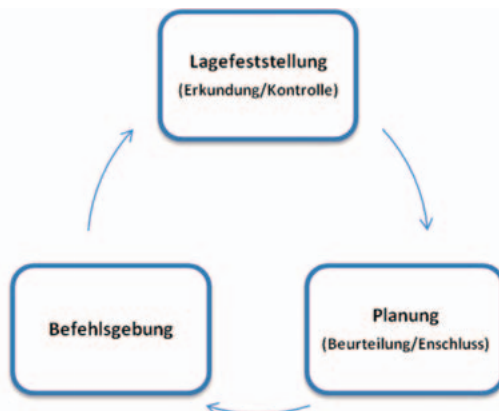 Lagefeststellung
(Erkundung/Kontrolle)
Planung
(Beurteilung/Enschluss)
Befehlsgebung